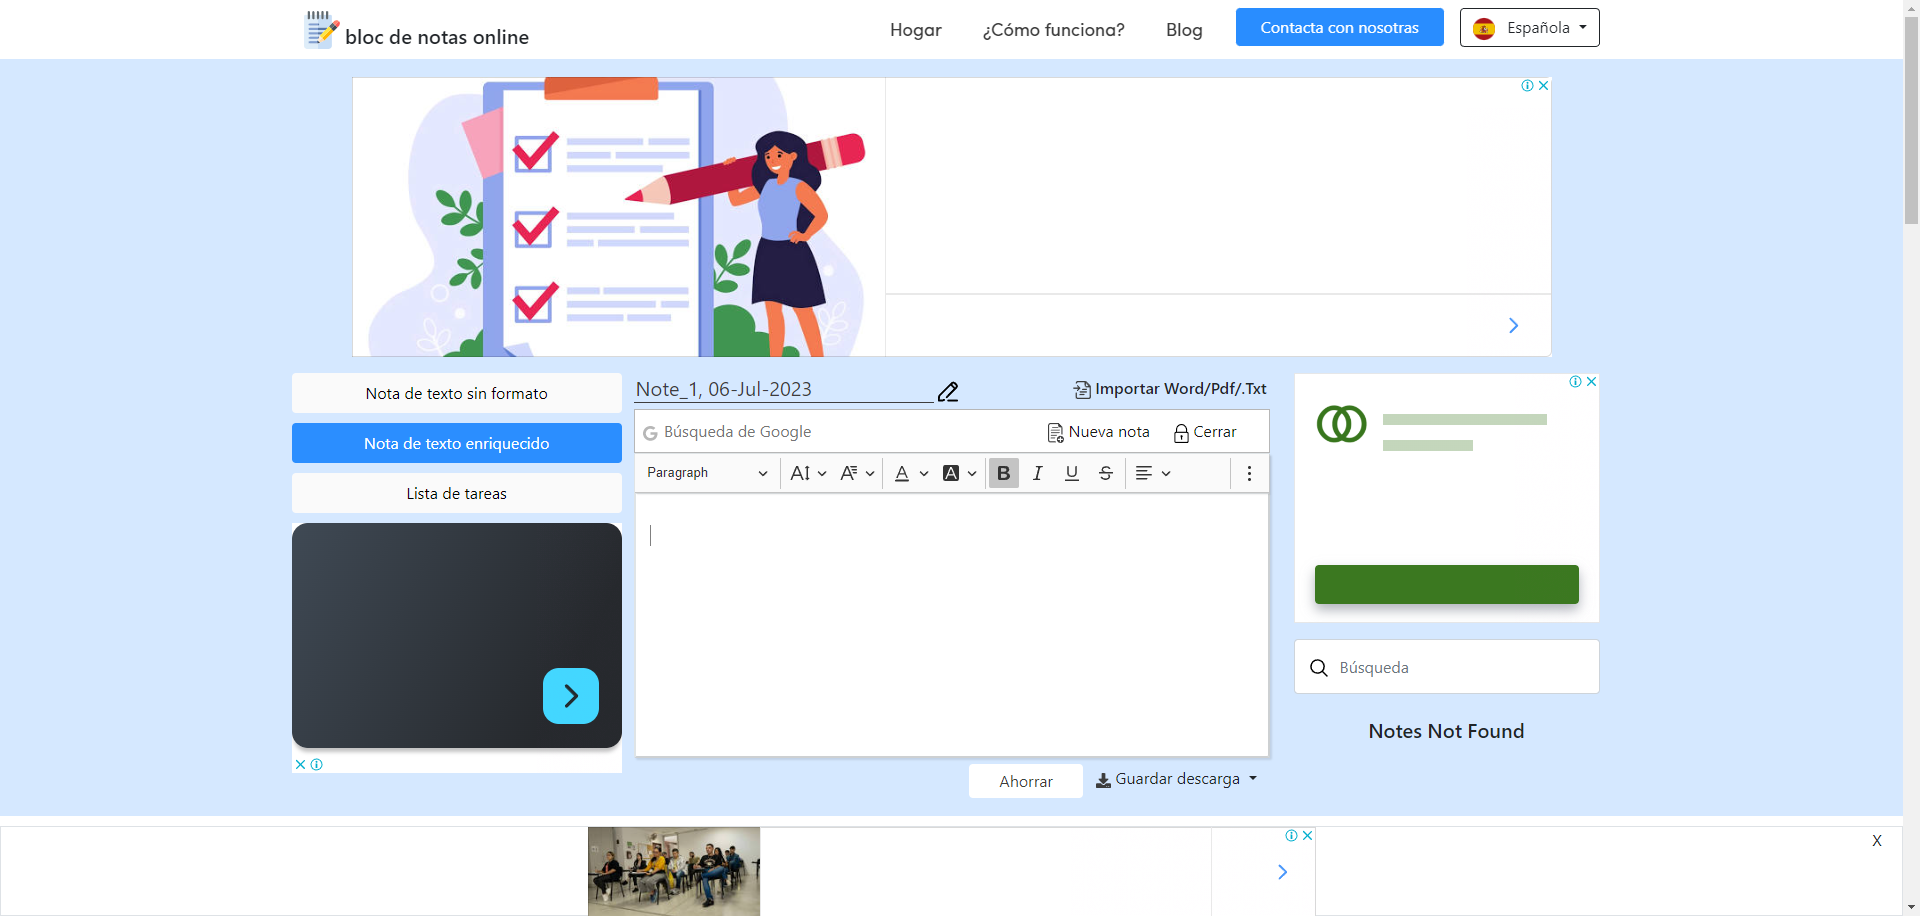 bloc de notas online
Hogar
¿Cómo funciona?
Blog
Contacta con nosotras
Española
Nota de texto sin formato
Nota de texto enriquecido
Lista de tareas
Note_1, 06-Jul-2023
Importar Word/Pdf/.Txt
Búsqueda de Google
Nueva nota
Cerrar
Paragraph
Ahorrar
Guardar descarga
Búsqueda
Notes Not Found
X